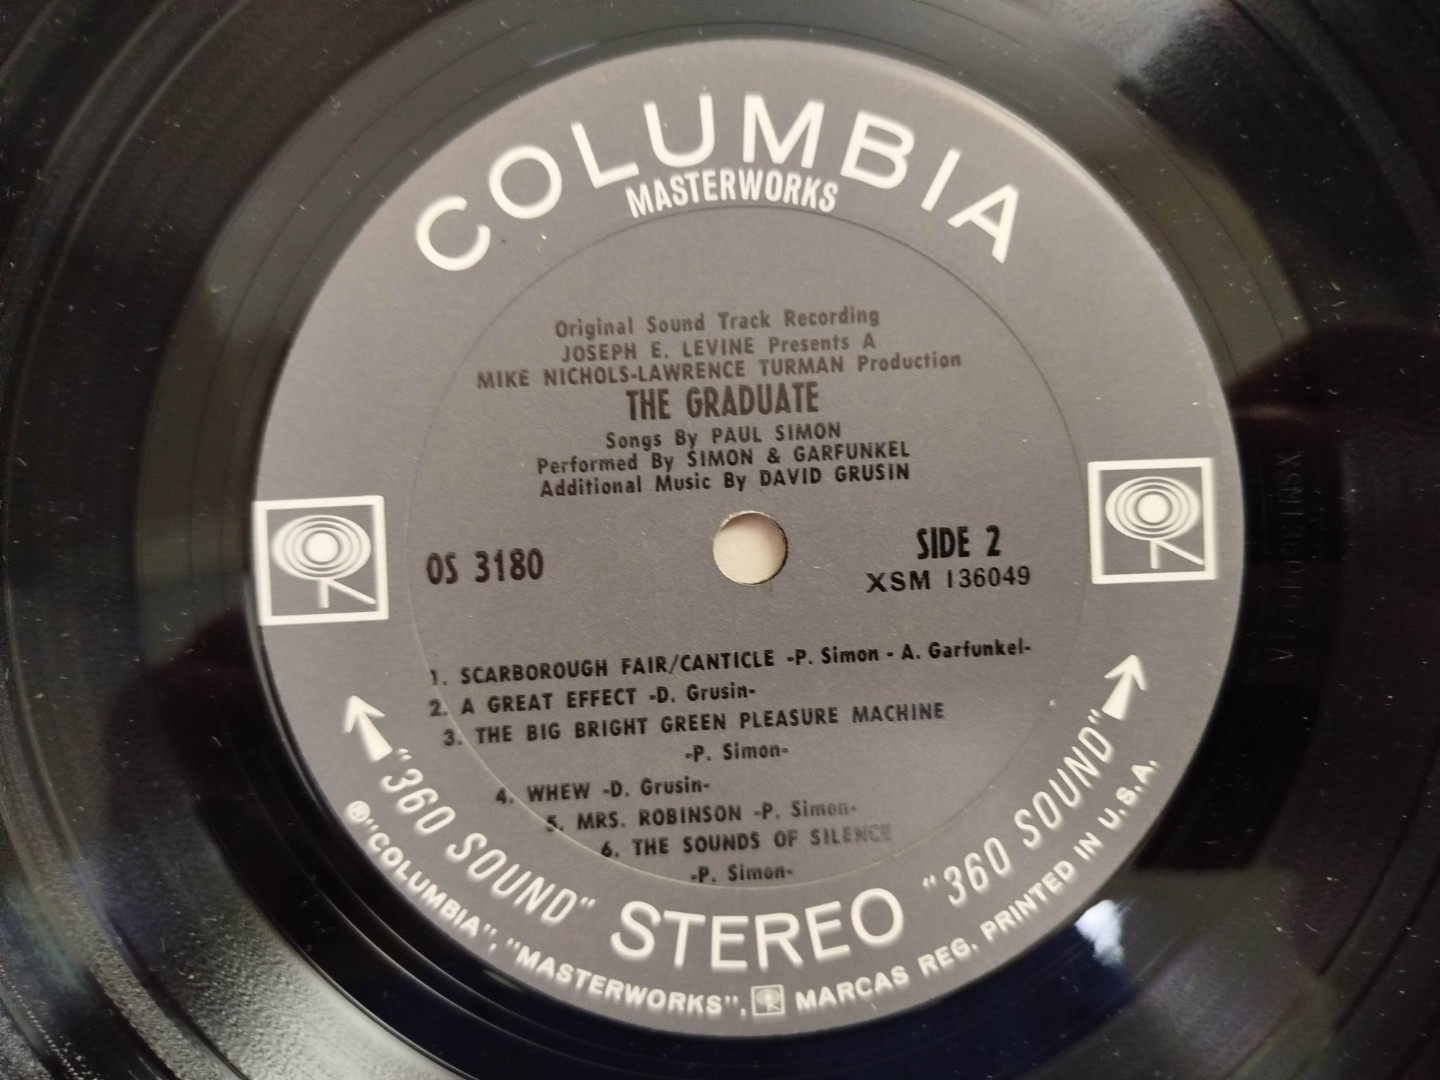 COLUMBIA
MASTERWORKS
Original Sound Track Recording
JOSEPH E. LEVINE Presents A
MIKE NICHOLS-LAWRENCE TURMAN Production
THE GRADUATE
Songs By PAUL SIMON
Performed By SIMON & GARFUNKEL
Additional Music By DAVID GRUSIN
OS 3180
SIDE 2
XSM 136049
1. SCARBOROUGH FAIR/CANTICLE -P. Simon - A. Garfunkel-
2. A GREAT EFFECT -D. Grusin-
3. THE BIG BRIGHT GREEN PLEASURE MACHINE
-P. Simon-
4. WHEW -D. Grusin-
5. MRS. ROBINSON -P. Simon-
6. THE SOUNDS OF SILENCE
-P. Simon-
"360 SOUND" STEREO "360 SOUND"
® "COLUMBIA", "MASTERWORKS", MARCAS REG. PRINTED IN U.S.A.